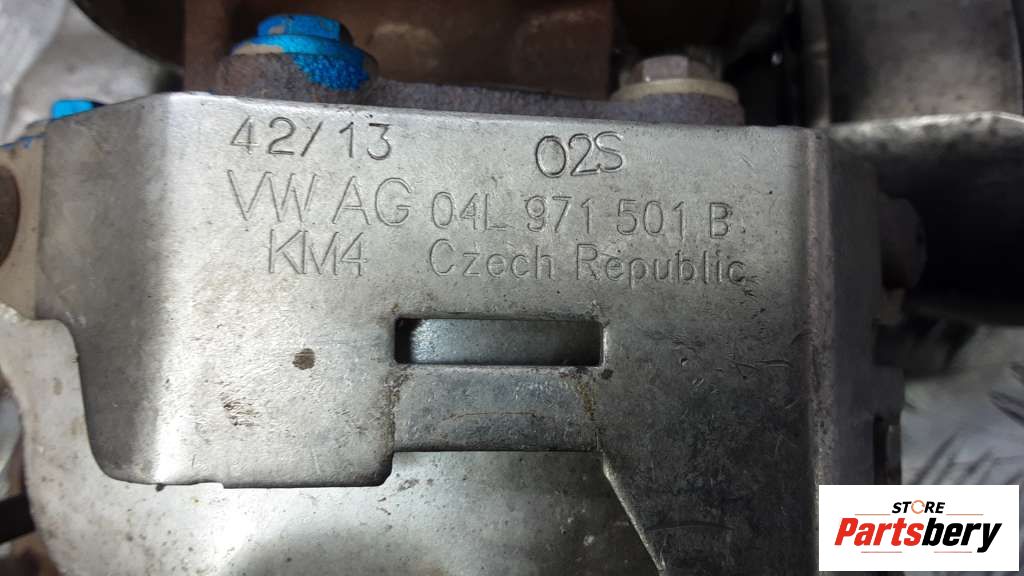 42/13 02S
VW AG 04L 971 501 B
KM4 Czech Republic
STORE
Partsbery